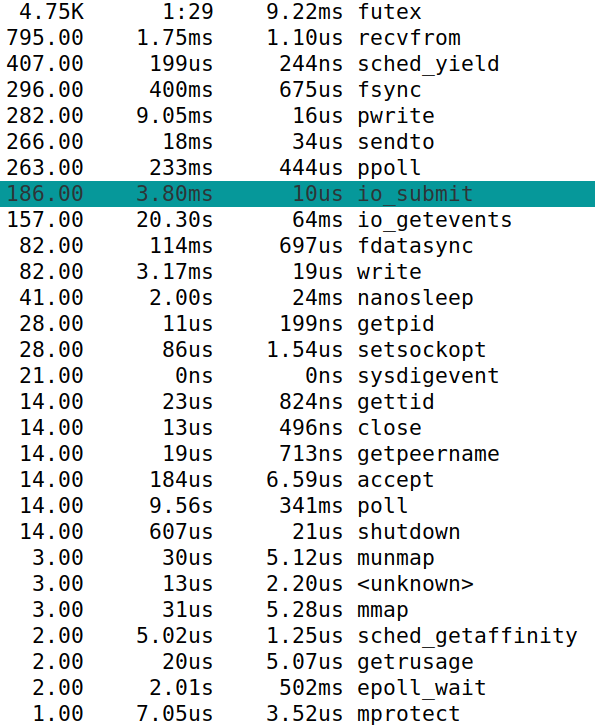 4.75K 1:29 9.22ms futex
795.00 1.75ms 1.10us recvfrom
407.00 199us 244ns sched_yield
296.00 400ms 675us fsync
282.00 9.05ms 16us pwrite
266.00 18ms 34us sendto
263.00 233ms 444us ppoll
186.00 3.80ms 10us io_submit
157.00 20.30s 64ms io_getevents
82.00 114ms 697us fdatasync
82.00 3.17ms 19us write
41.00 2.00s 24ms nanosleep
28.00 11us 199ns getpid
28.00 86us 1.54us setsockopt
21.00 0ns 0ns sysdigevent
14.00 23us 824ns gettid
14.00 13us 496ns close
14.00 19us 713ns getpeername
14.00 184us 6.59us accept
14.00 9.56s 341ms poll
14.00 607us 21us shutdown
3.00 30us 5.12us munmap
3.00 13us 2.20us <unknown>
3.00 31us 5.28us mmap
2.00 5.02us 1.25us sched_getaffinity
2.00 20us 5.07us getrusage
2.00 2.01s 502ms epoll_wait
1.00 7.05us 3.52us mprotect